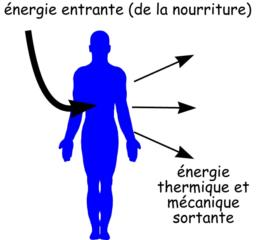 énergie entrante (de la nourriture)
énergie
thermique et
mécanique
sortante